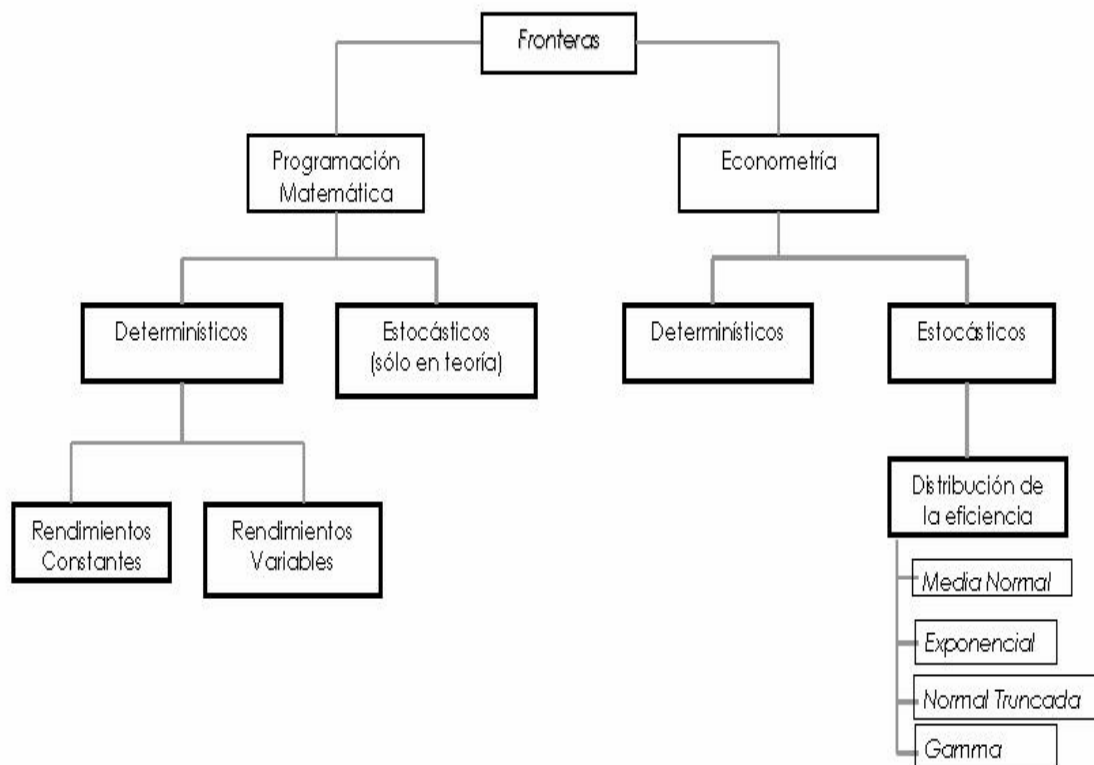 Fronteras
Programación
Matemática
Econometría
Determinísticos
Estocásticos
(sólo en teoría)
Determinísticos
Estocásticos
Rendimientos
Constantes
Rendimientos
Variables
Distribución de
la eficiencia
Media Normal
Exponencial
Normal Truncada
Gamma